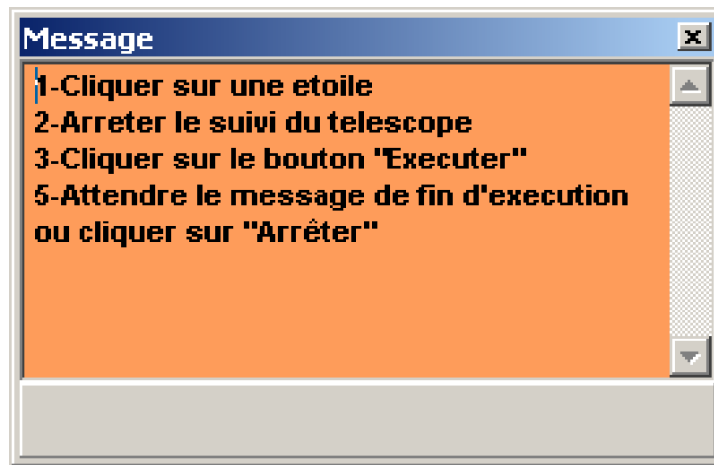 Message
1-Cliquer sur une etoile
2-Arreter le suivi du telescope
3-Cliquer sur le bouton "Executer"
5-Attendre le message de fin d'execution
ou cliquer sur "Arrêter"